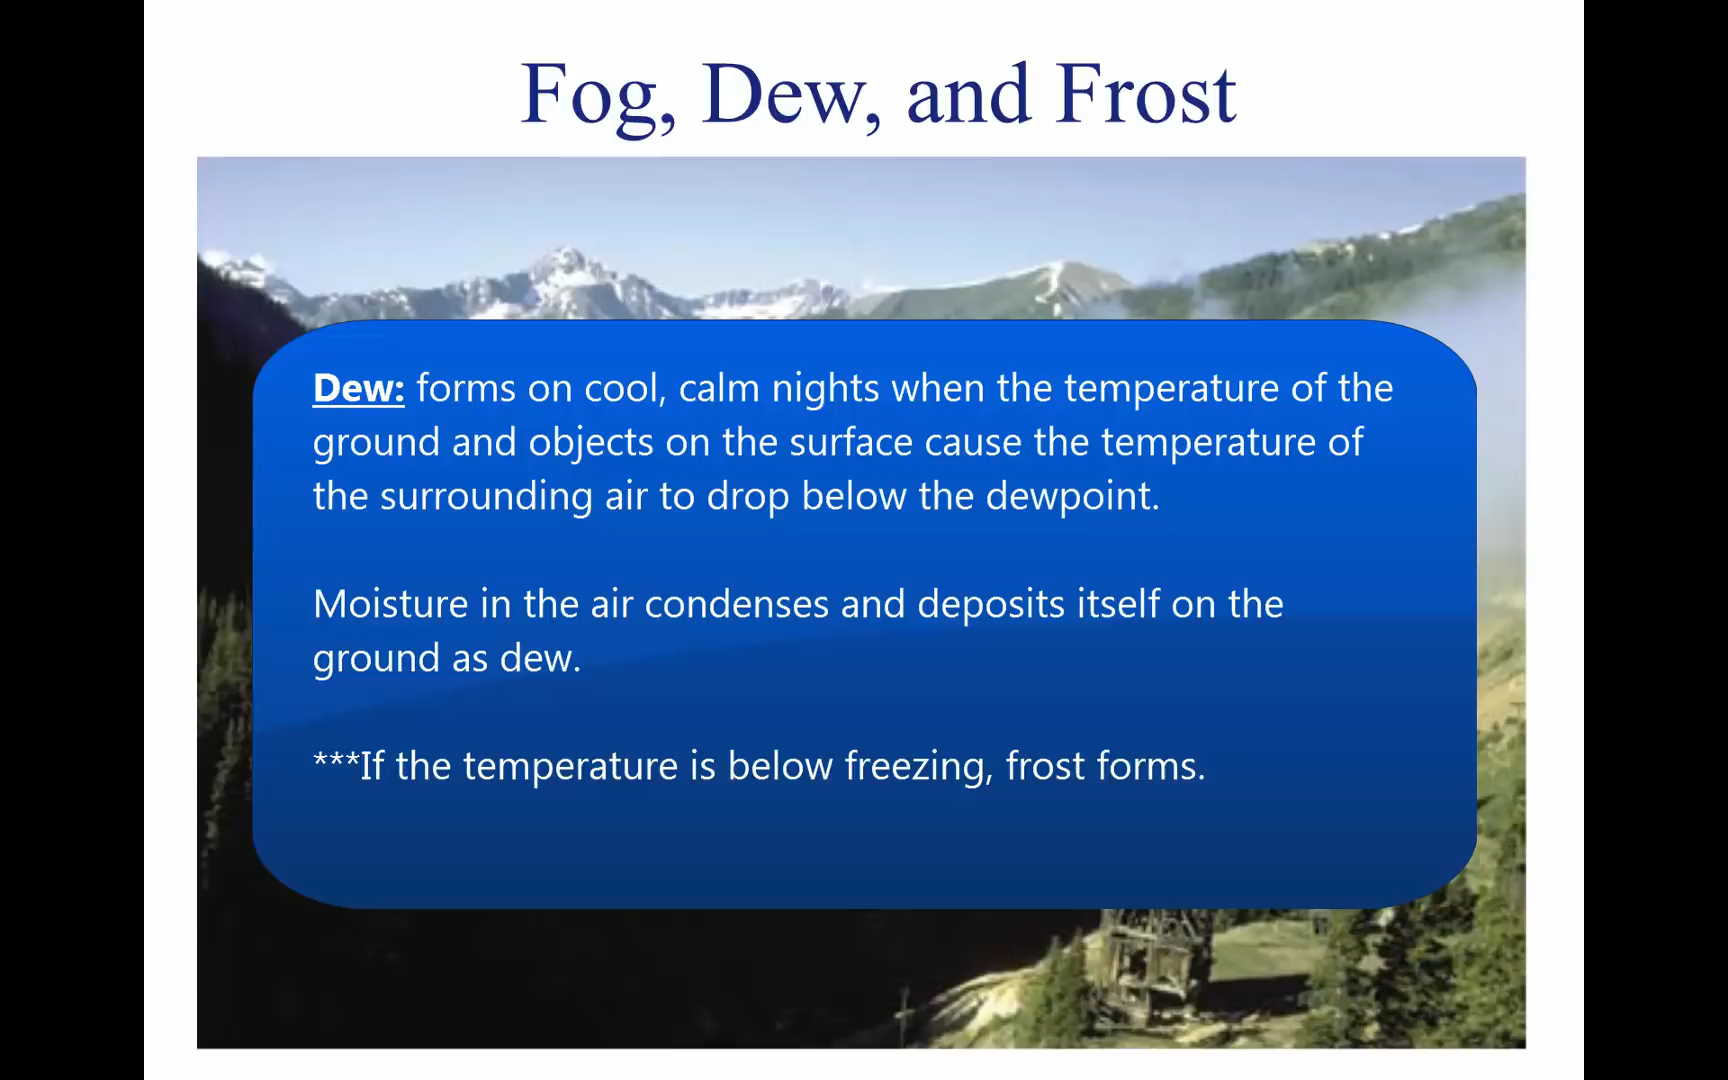 Fog, Dew, and Frost
Dew: forms on cool, calm nights when the temperature of the
ground and objects on the surface cause the temperature of
the surrounding air to drop below the dewpoint.
Moisture in the air condenses and deposits itself on the
ground as dew.
***If the temperature is below freezing, frost forms.